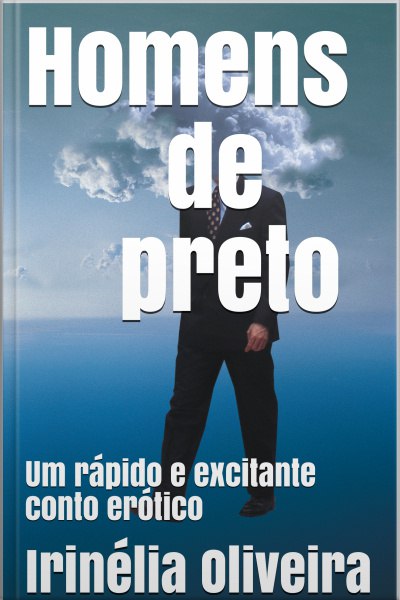 Homens
de
preto
Um rápido e excitante
conto erótico
Irinélia Oliveira